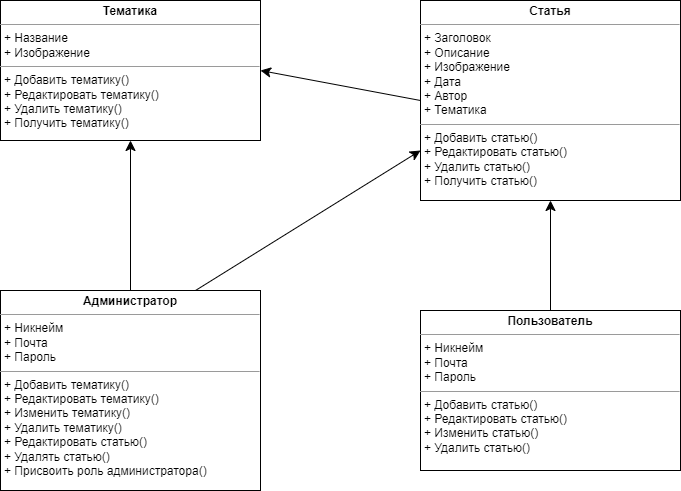 Тематика
+ Название
+ Изображение
+ Добавить тематику()
+ Редактировать тематику()
+ Удалить тематику()
+ Получить тематику()
Статья
+ Заголовок
+ Описание
+ Изображение
+ Дата
+ Автор
+ Тематика
+ Добавить статью()
+ Редактировать статью()
+ Удалить статью()
+ Получить статью()
Администратор
+ Никнейм
+ Почта
+ Пароль
+ Добавить тематику()
+ Редактировать тематику()
+ Изменить тематику()
+ Удалить тематику()
+ Редактировать статью()
+ Удалять статью()
+ Присвоить роль администратора()
Пользователь
+ Никнейм
+ Почта
+ Пароль
+ Добавить статью()
+ Редактировать статью()
+ Изменить статью()
+ Удалить статью()